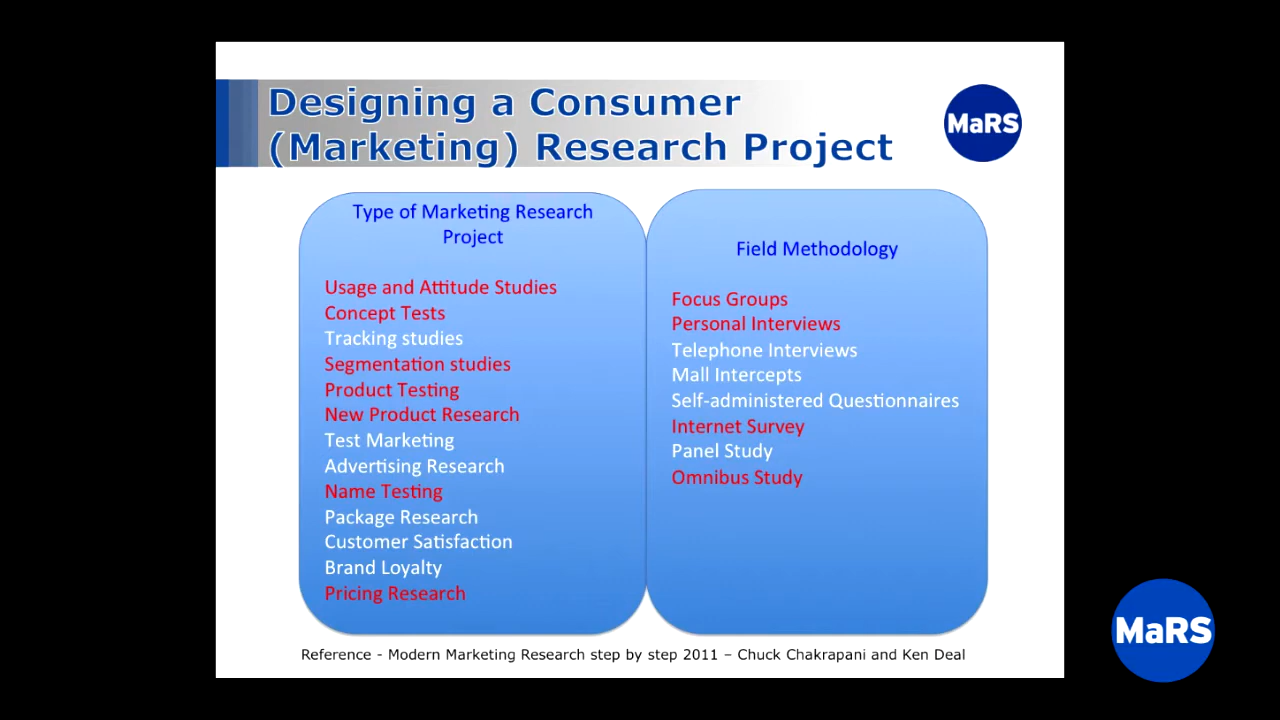 Designing a Consumer
(Marketing) Research Project
MaRS
Type of Marketing Research
Project
Usage and Attitude Studies
Concept Tests
Tracking studies
Segmentation studies
Product Testing
New Product Research
Test Marketing
Advertising Research
Name Testing
Package Research
Customer Satisfaction
Brand Loyalty
Pricing Research
Field Methodology
Focus Groups
Personal Interviews
Telephone Interviews
Mall Intercepts
Self-administered Questionnaires
Internet Survey
Panel Study
Omnibus Study
Reference - Modern Marketing Research step by step 2011 – Chuck Chakrapani and Ken Deal
MaRS